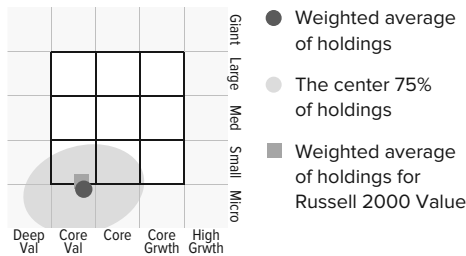 Giant
Large
Med
Small
Micro
Deep Val
Core Val
Core
Core Grwth
High Grwth
Weighted average
of holdings
The center 75%
of holdings
Weighted average
of holdings for
Russell 2000 Value